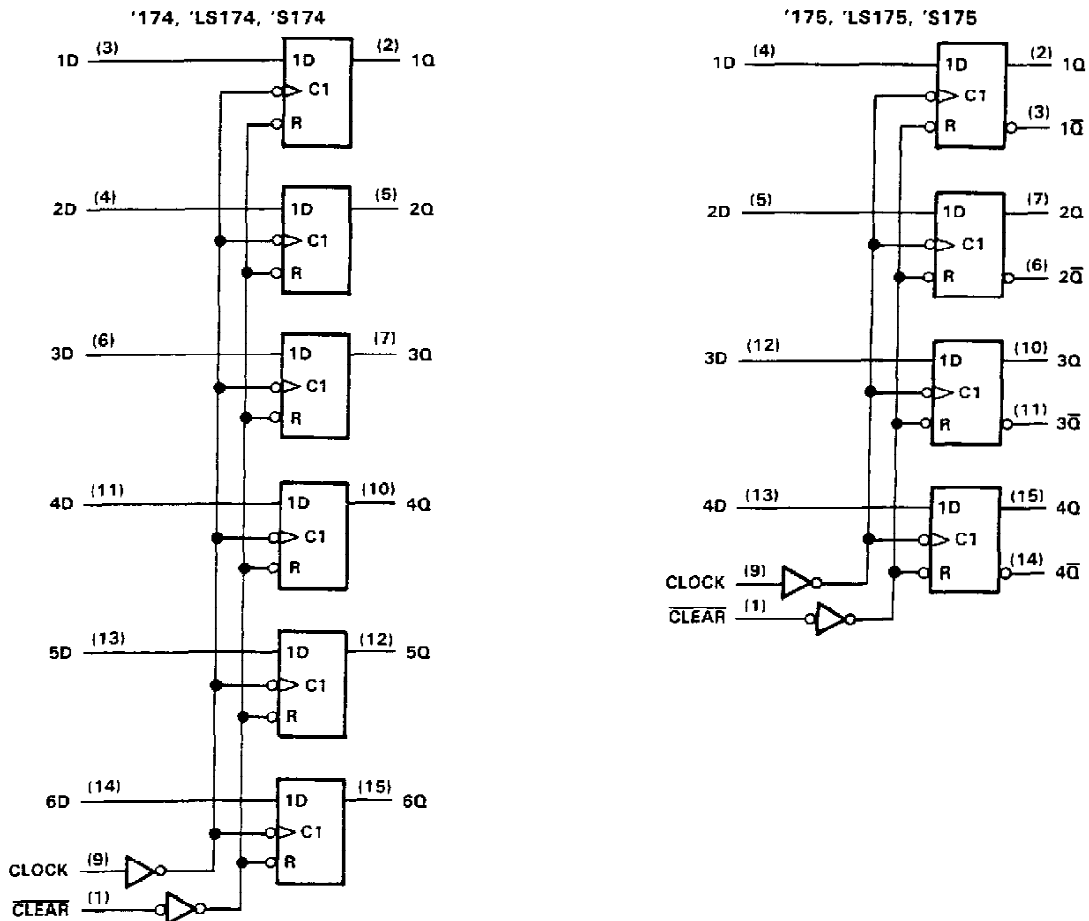 '174, 'LS174, 'S174
1D (3) 1D (2) 1Q
C1
R
2D (4) 1D (5) 2Q
C1
R
3D (6) 1D (7) 3Q
C1
R
4D (11) 1D (10) 4Q
C1
R
5D (13) 1D (12) 5Q
C1
R
6D (14) 1D (15) 6Q
C1
CLOCK (9) R
C̅L̅E̅A̅R̅ (1)
'175, 'LS175, 'S175
1D (4) 1D (2) 1Q
C1
R (3) 1Q̅
2D (5) 1D (7) 2Q
C1
R (6) 2Q̅
3D (12) 1D (10) 3Q
C1
R (11) 3Q̅
4D (13) 1D (15) 4Q
C1
CLOCK (9) R (14) 4Q̅
C̅L̅E̅A̅R̅ (1)